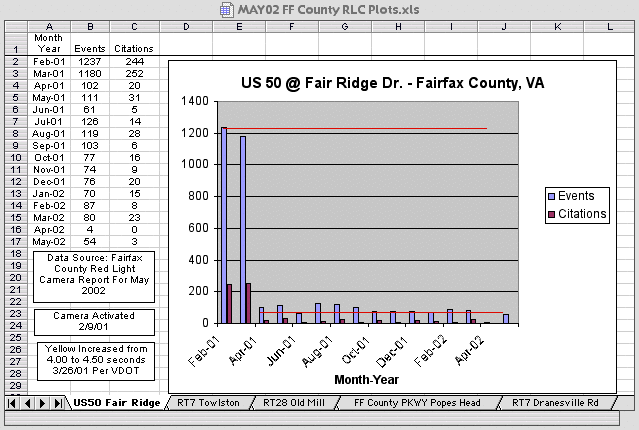 MAY02 FF County RLC Plots.xls
A B C D E F G H I J K L
1 Month Year Events Citations
2 Feb-01 1237 244
3 Mar-01 1180 252
4 Apr-01 102 20
5 May-01 111 31
6 Jun-01 61 5
7 Jul-01 126 14
8 Aug-01 119 28
9 Sep-01 103 6
10 Oct-01 77 16
11 Nov-01 74 9
12 Dec-01 76 20
13 Jan-02 70 15
14 Feb-02 87 8
15 Mar-02 80 23
16 Apr-02 4 0
17 May-02 54 3
18
19
20
21
22
23
24
25
26
27
28
29
Data Source: Fairfax
County Red Light
Camera Report For May
2002
Camera Activated
2/9/01
Yellow Increased from
4.00 to 4.50 seconds
3/26/01 Per VDOT
US 50 @ Fair Ridge Dr. - Fairfax County, VA
1400
1200
1000
800
600
400
200
0
Feb-01 Apr-01 Jun-01 Aug-01 Oct-01 Dec-01 Feb-02 Apr-02
Month-Year
Events
Citations
US50 Fair Ridge RT7 Towlston RT28 Old Mill FF County PKWY Popes Head RT7 Dranesville Rd